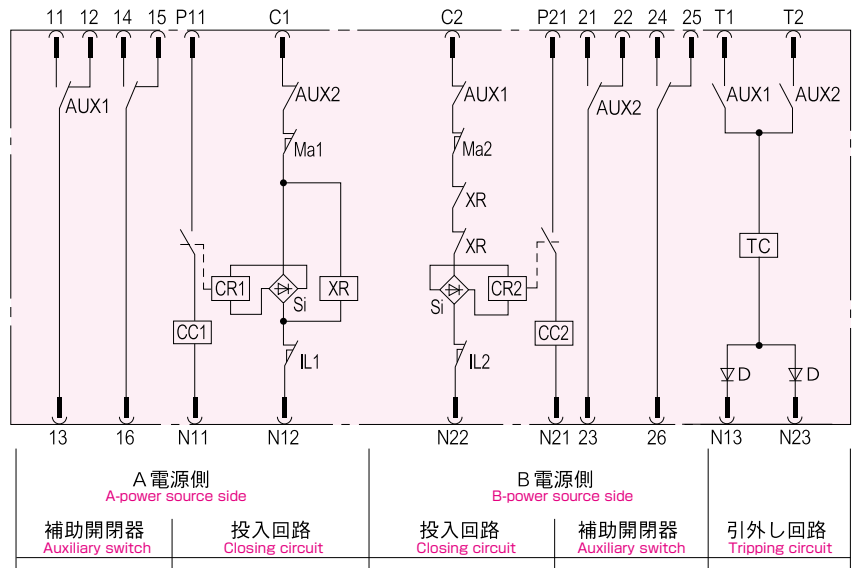 11 12 14 15 P11 C1 C2 P21 21 22 24 25 T1 T2
AUX1 AUX2 AUX1 AUX2 AUX1 AUX2
Ma1 Ma2
XR
XR
TC
CR1 Si XR Si CR2
CC1 CC2
IL1 IL2
D D
13 16 N11 N12 N22 N21 23 26 N13 N23
A電源側 B電源側
A-power source side B-power source side
補助開閉器 投入回路 投入回路 補助開閉器 引外し回路
Auxiliary switch Closing circuit Closing circuit Auxiliary switch Tripping circuit